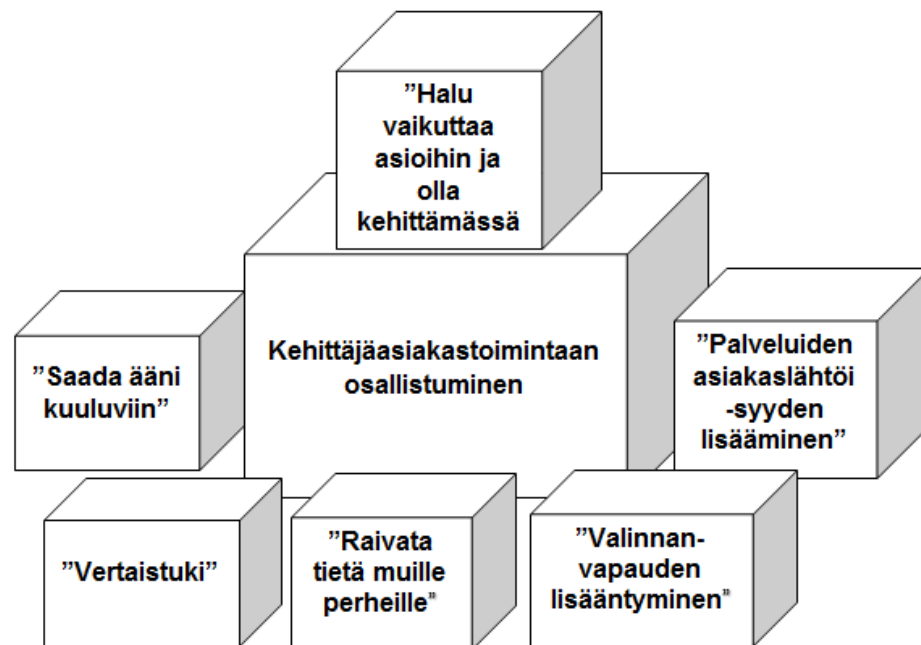 ”Halu
vaikuttaa
asioihin ja
olla
kehittämässä
Kehittäjäasiakastoimintaan
osallistuminen
”Saada ääni
kuuluviin”
”Palveluiden
asiakaslähtöi
-syyden
lisääminen”
”Vertaistuki”
”Raivata
tietä muille
perheille”
”Valinnan-
vapauden
lisääntyminen”